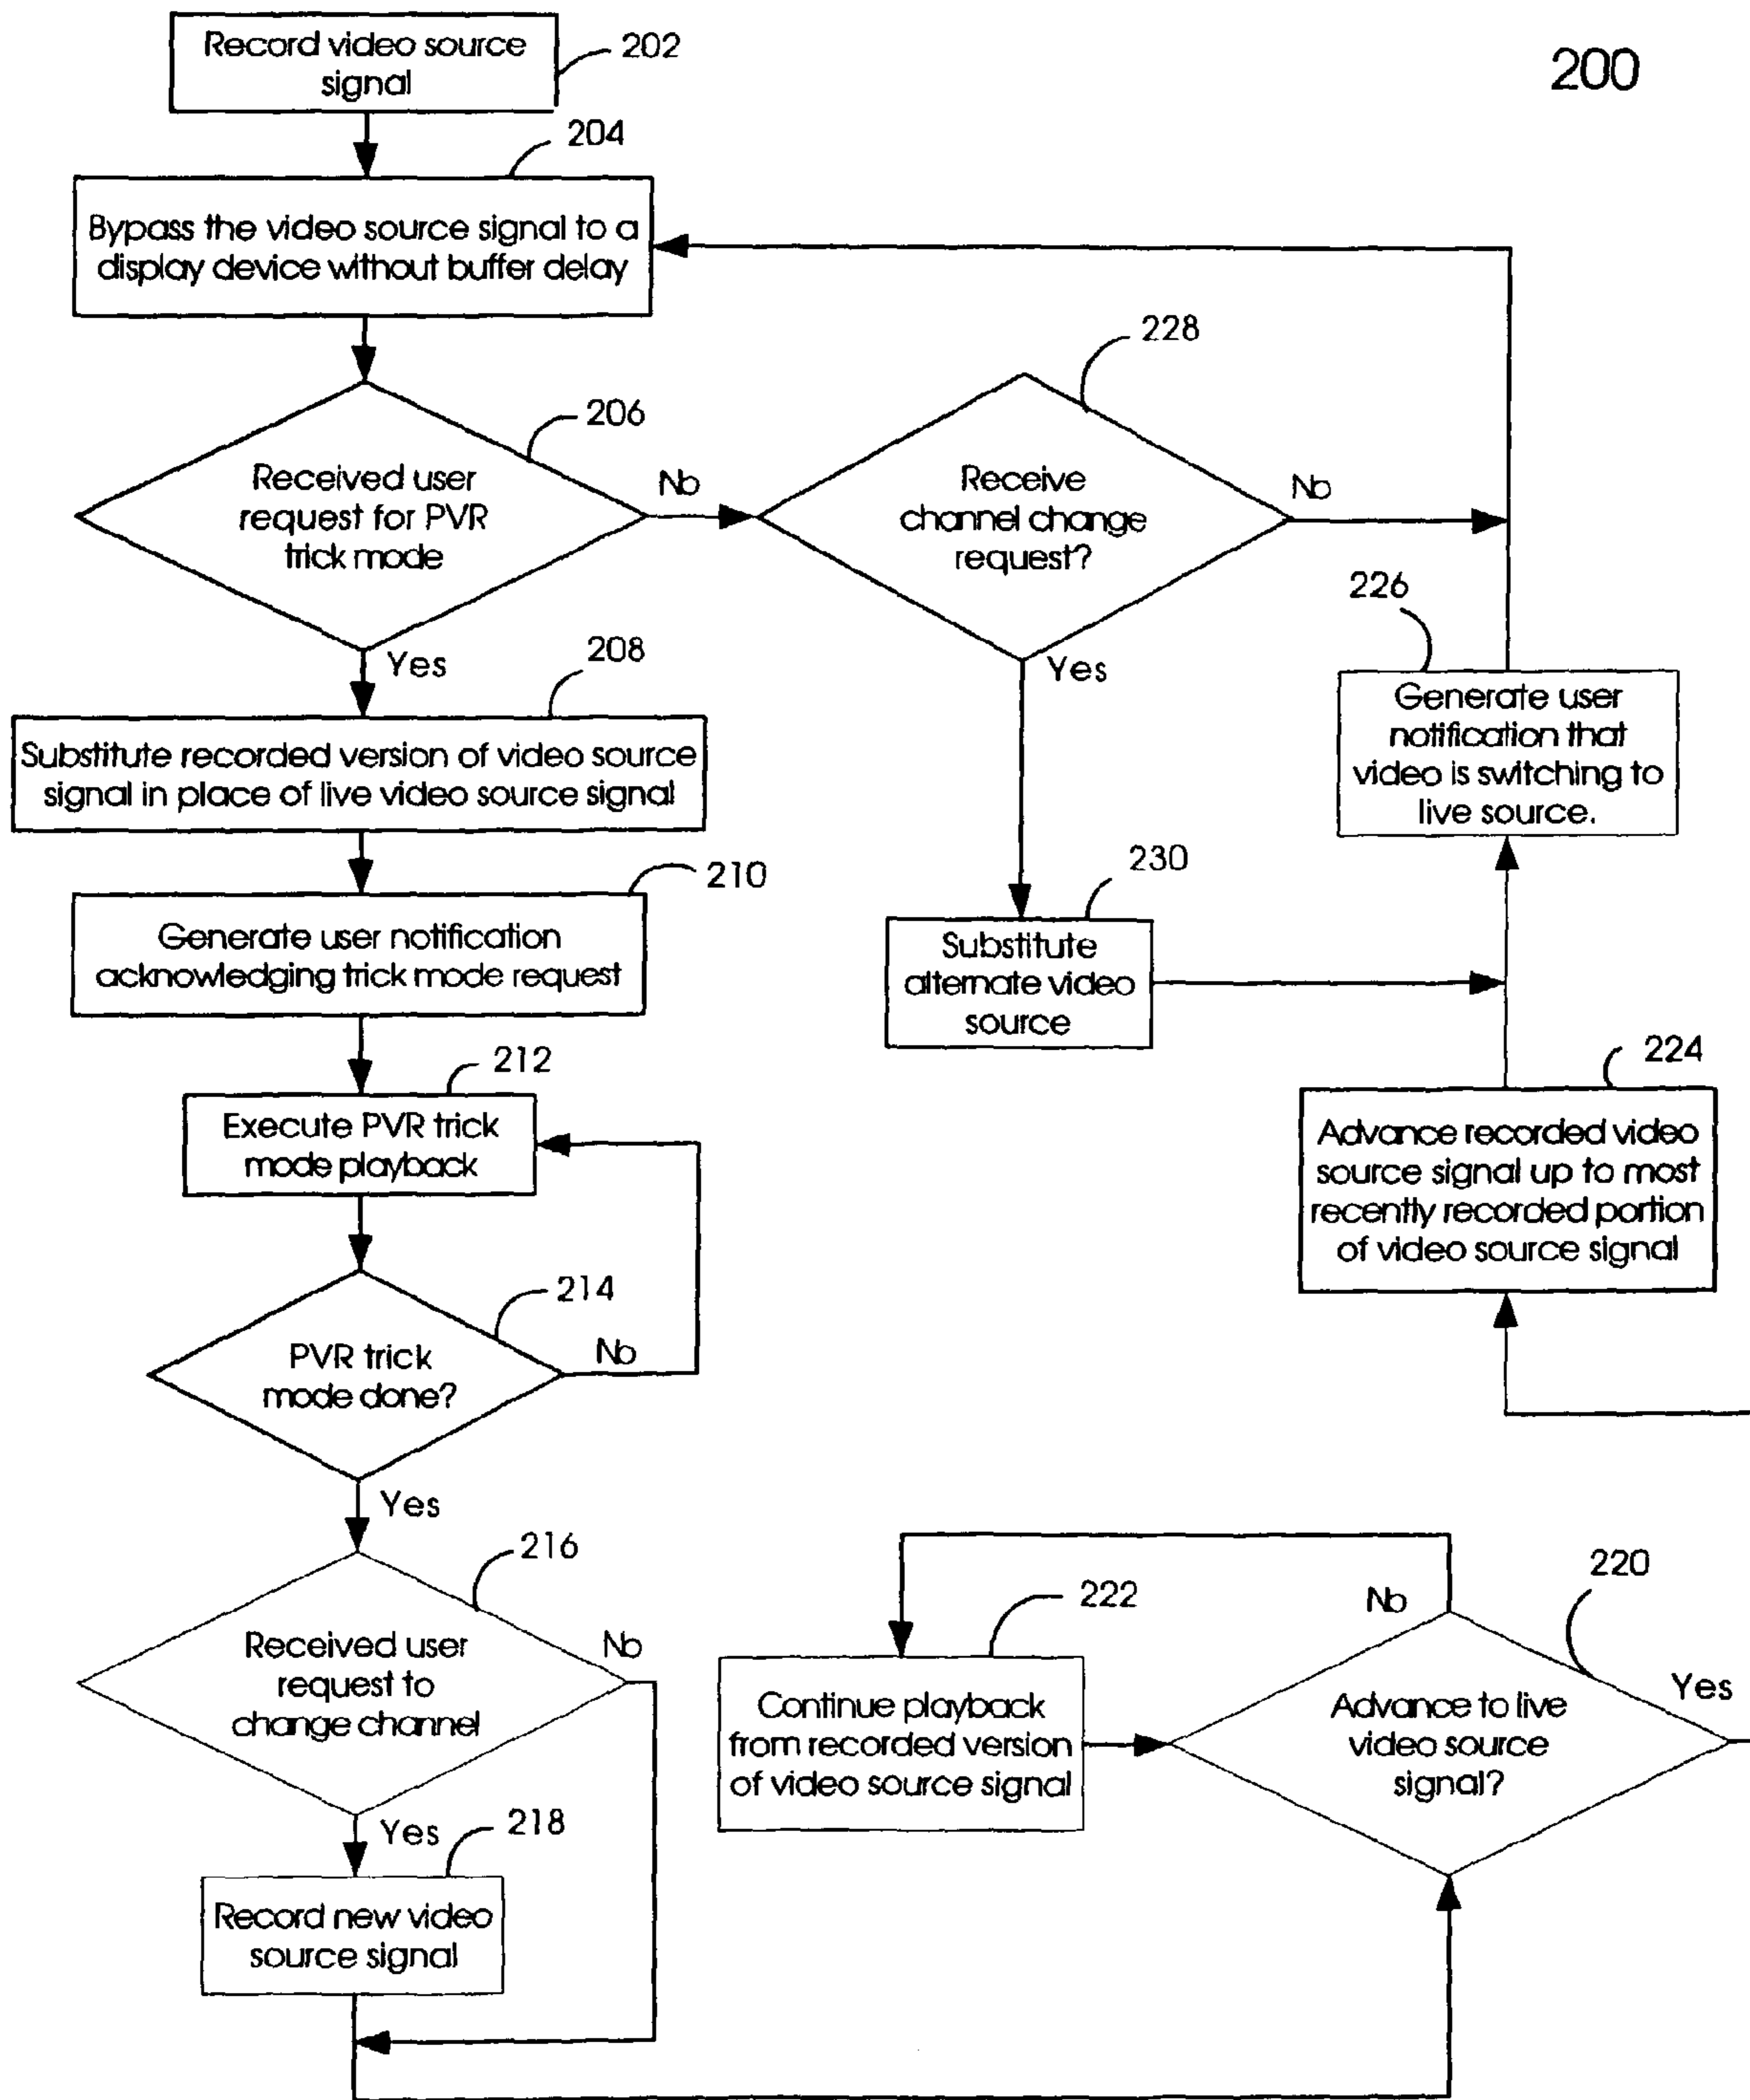 200
Record video source
signal
202
204
Bypass the video source signal to a
display device without buffer delay
206
Received user
request for PVR
trick mode
No
Yes
228
Receive
channel change
request?
No
Yes
208
Substitute recorded version of video source
signal in place of live video source signal
226
Generate user
notification that
video is switching to
live source.
210
Generate user notification
acknowledging trick mode request
230
Substitute
alternate video
source
212
Execute PVR trick
mode playback
224
Advance recorded video
source signal up to most
recently recorded portion
of video source signal
214
PVR trick
mode done?
No
Yes
216
Received user
request to
change channel
No
Yes
218
Record new video
source signal
222
Continue playback
from recorded version
of video source signal
220
Advance to live
video source
signal?
No
Yes